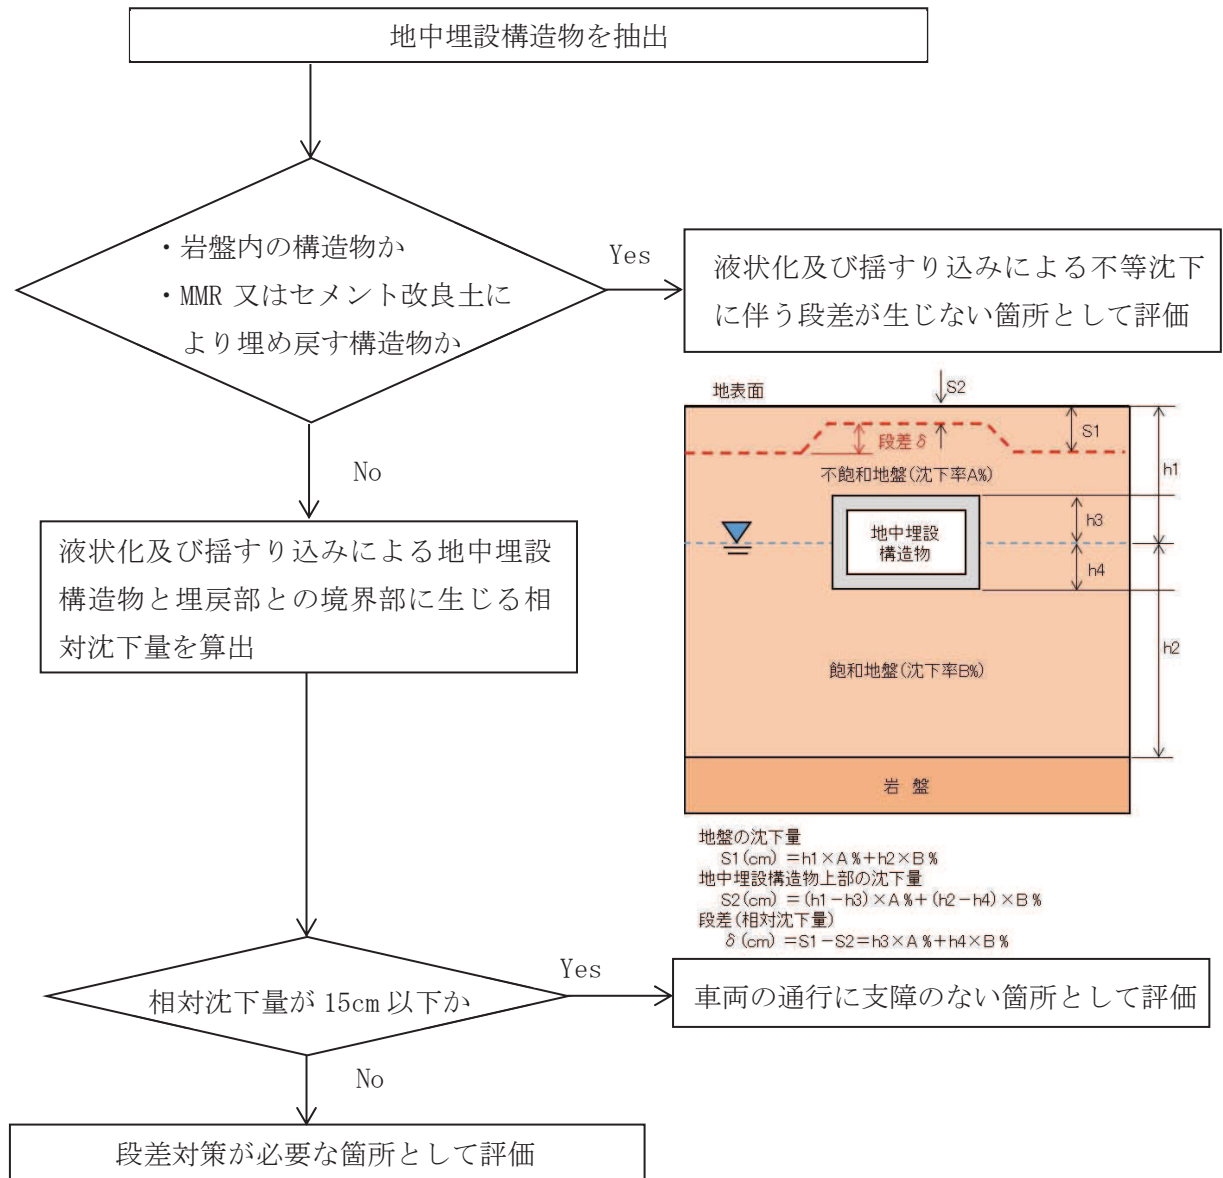 地中埋設構造物を抽出
・岩盤内の構造物か
・MMR 又はセメント改良土に
より埋め戻す構造物か
Yes
液状化及び揺すり込みによる不等沈下
に伴う段差が生じない箇所として評価
No
液状化及び揺すり込みによる地中埋設
構造物と埋戻部との境界部に生じる相
対沈下量を算出
地表面
S2
S1
段差δ
h1
不飽和地盤(沈下率A%)
h3
地中埋設
構造物
h4
h2
飽和地盤(沈下率B%)
岩 盤
地盤の沈下量
S1(cm) =h1×A%+h2×B%
地中埋設構造物上部の沈下量
S2(cm) =(h1-h3)×A%+(h2-h4)×B%
段差(相対沈下量)
δ(cm) =S1-S2=h3×A%+h4×B%
相対沈下量が 15cm 以下か
Yes
車両の通行に支障のない箇所として評価
No
段差対策が必要な箇所として評価